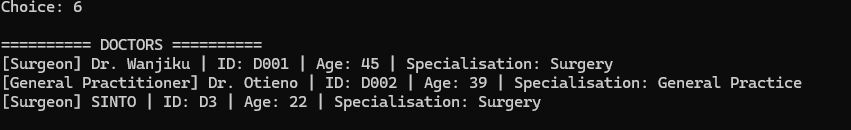 Choice: 6
========== DOCTORS ==========
[Surgeon] Dr. Wanjiku | ID: D001 | Age: 45 | Specialisation: Surgery
[General Practitioner] Dr. Otieno | ID: D002 | Age: 39 | Specialisation: General Practice
[Surgeon] SINTO | ID: D3 | Age: 22 | Specialisation: Surgery